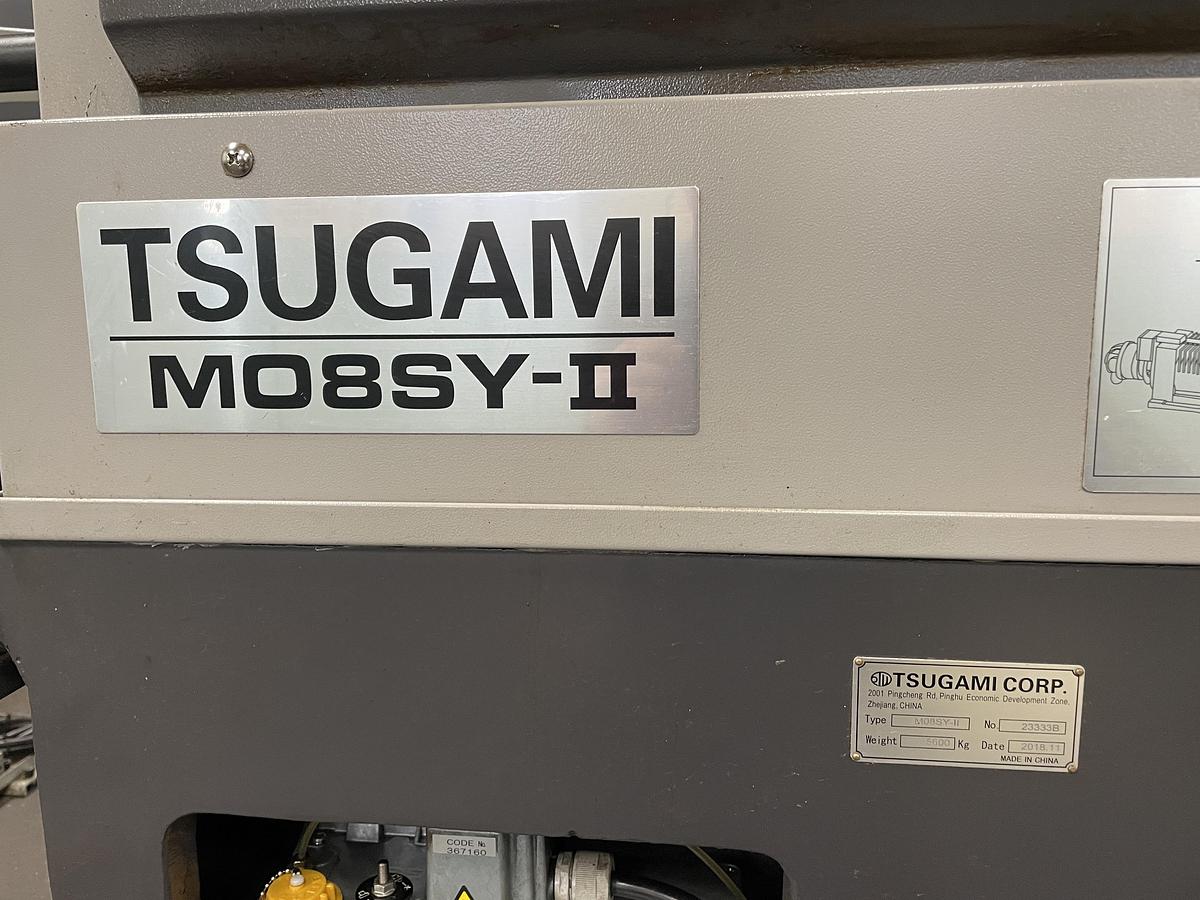 TSUGAMI
M08SY-II
TSUGAMI CORP.
2001 Pingcheng Rd, Pinghu Economic Development Zone,
Zhejiang, CHINA
Type M08SY-II No. 23333B
Weight 5600 Kg Date 2018.11
MADE IN CHINA
CODE No
367160